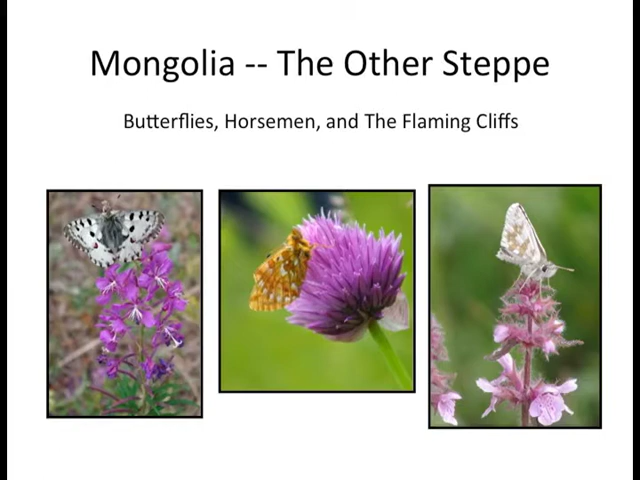 Mongolia -- The Other Steppe
Butterflies, Horsemen, and The Flaming Cliffs